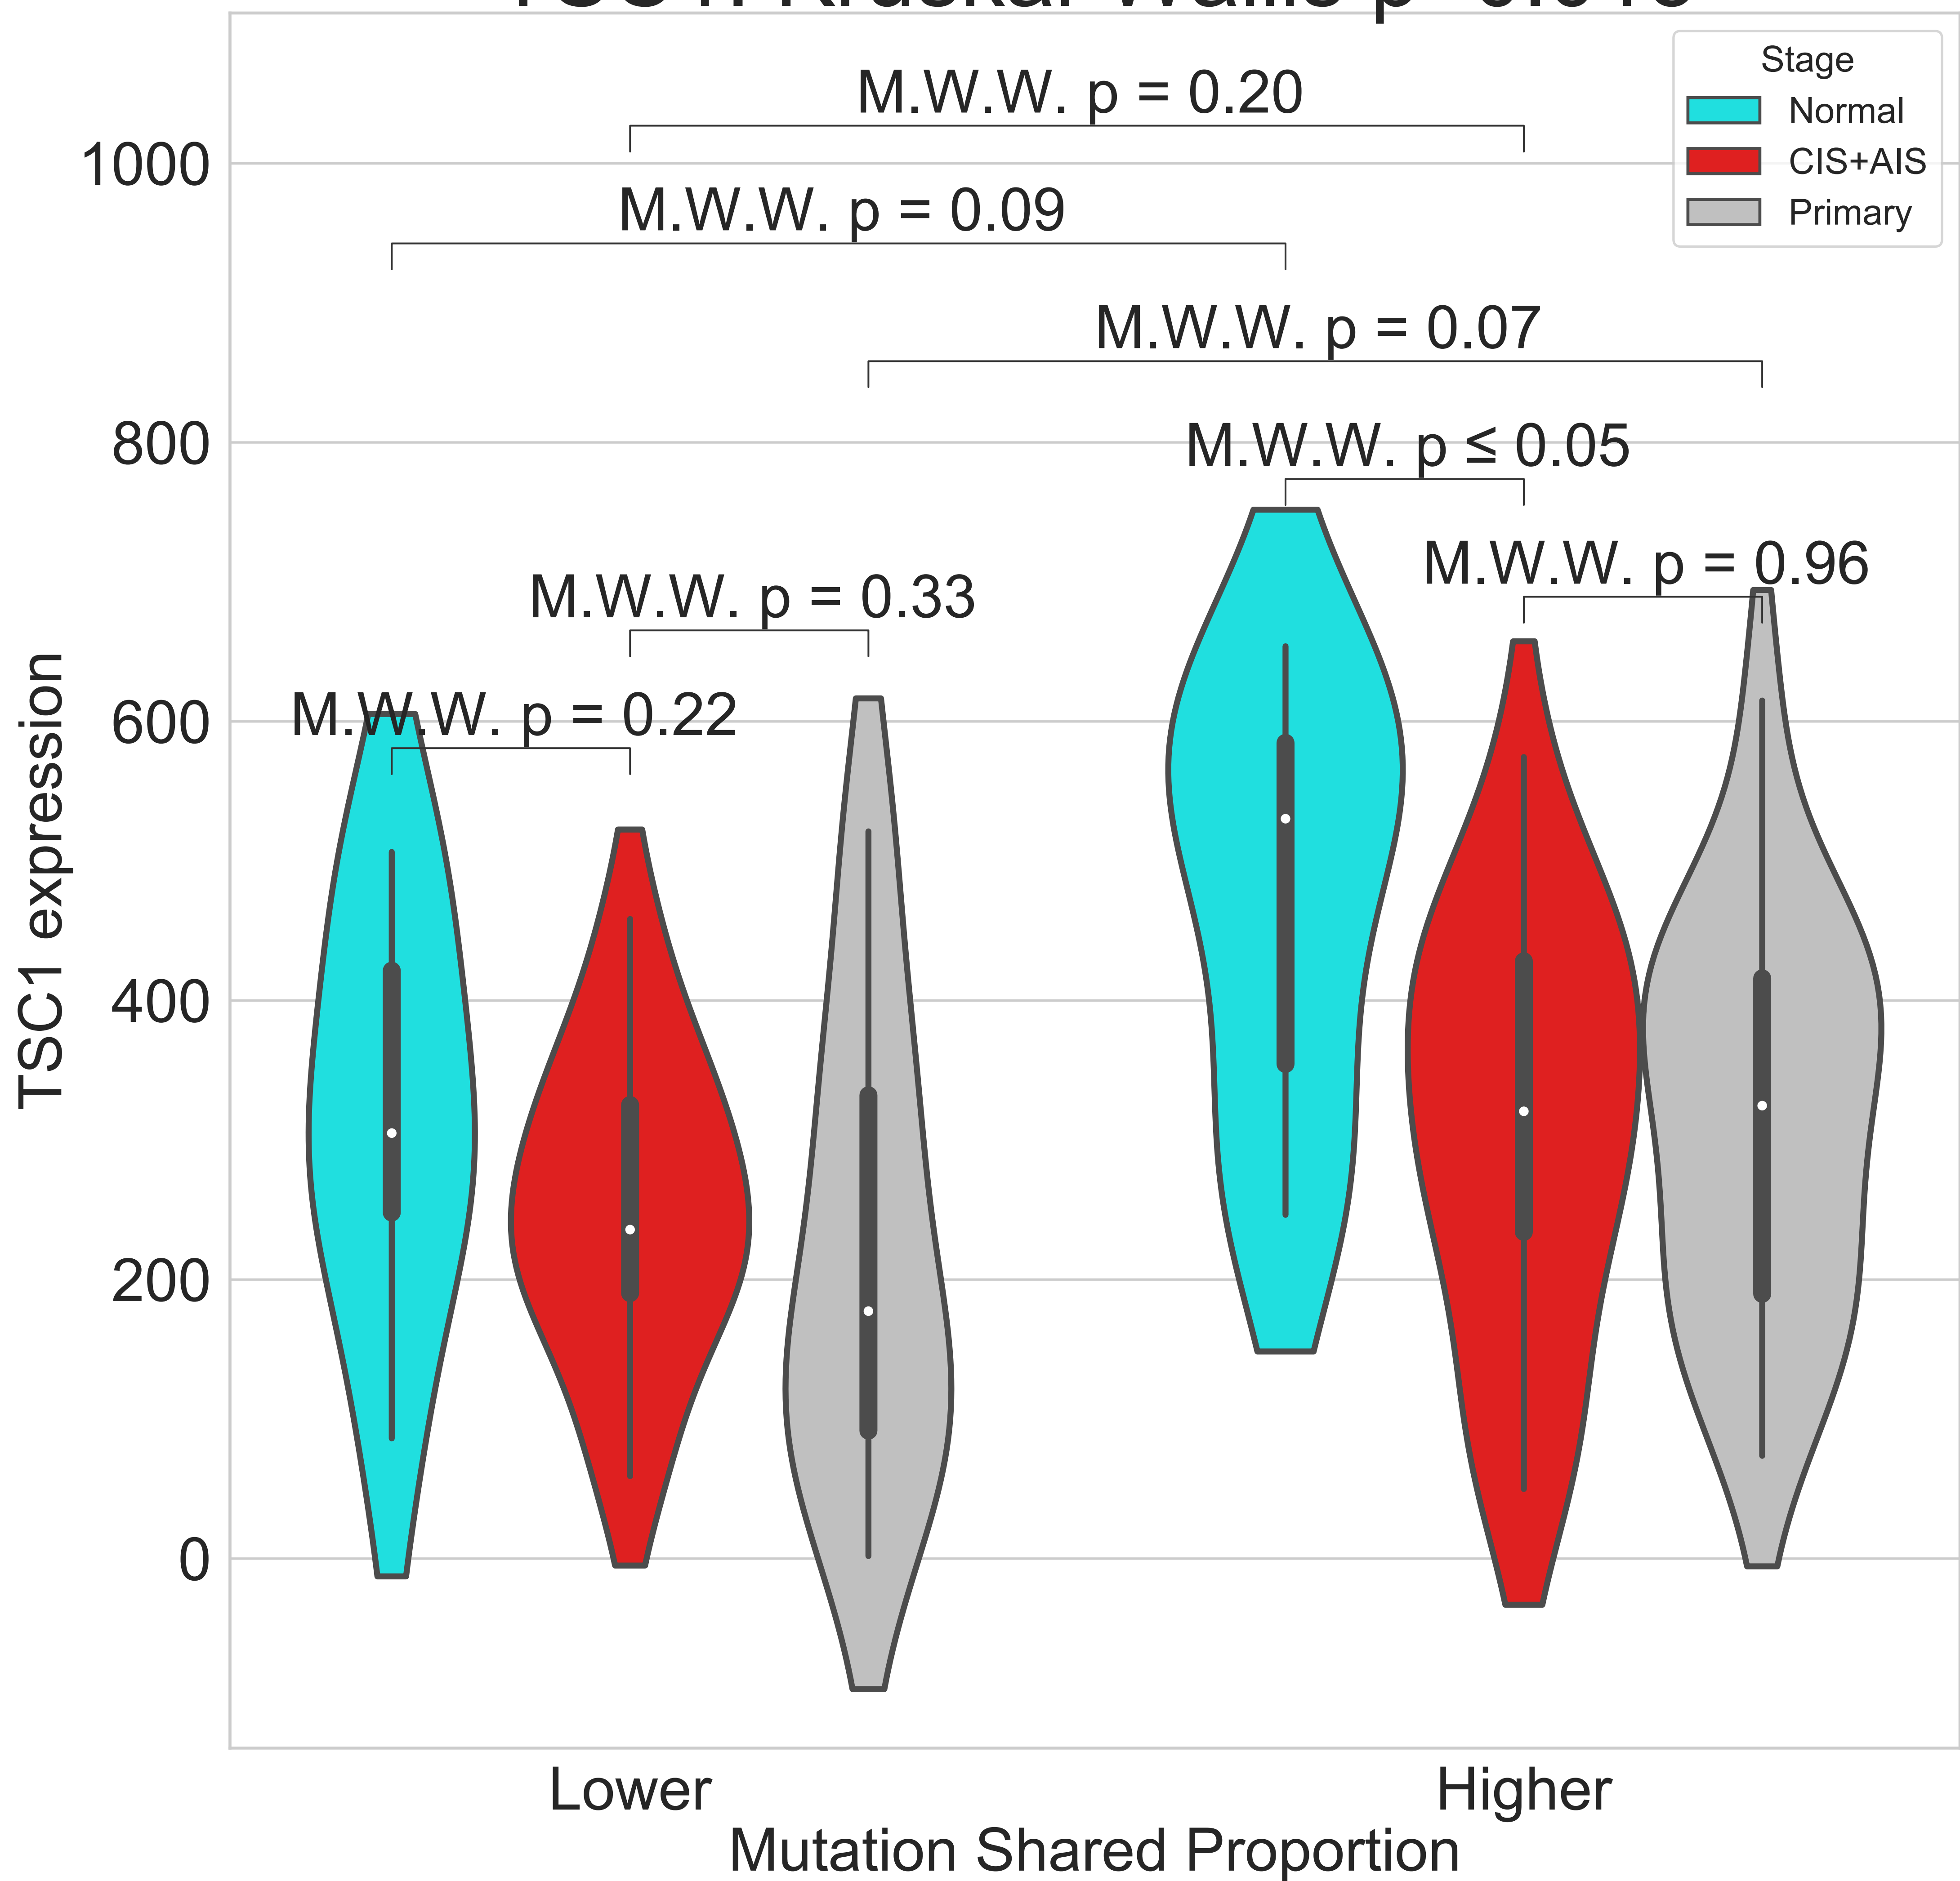 Stage
Normal
CIS+AIS
Primary
M.W.W. p = 0.20
M.W.W. p = 0.09
M.W.W. p = 0.07
M.W.W. p ≤ 0.05
M.W.W. p = 0.96
M.W.W. p = 0.33
M.W.W. p = 0.22
1000
800
600
400
200
0
TSC1 expression
Lower
Higher
Mutation Shared Proportion